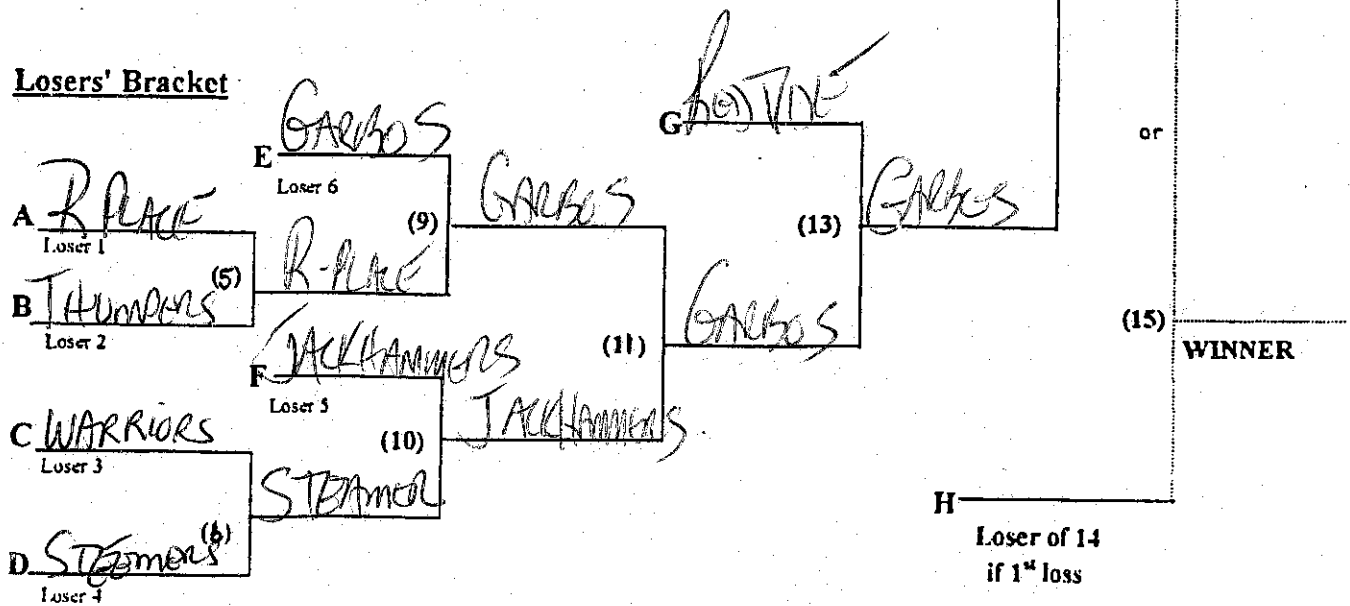 Losers' Bracket
A R PLACE
Loser 1
B THUMPERS
Loser 2
(5)
C WARRIORS
Loser 3
D STEEMERS
Loser 4
(6)
E GARBOS
Loser 6
R-PLACE
(9)
F JACKHAMMERS
Loser 5
STEAMER
(10)
GARBOS
JACKHAMMERS
(11)
G
GARBOS
(13)
GARBOS
or
(15)
WINNER
H
Loser of 14
if 1st loss